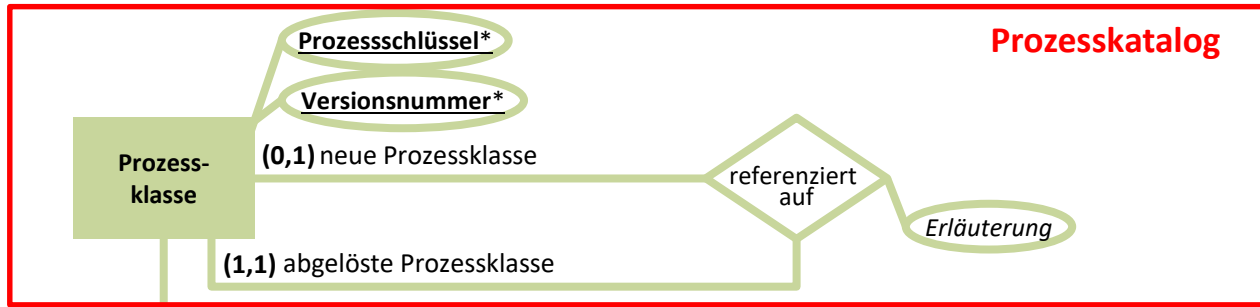 Prozesskatalog
Prozessschlüssel*
Versionsnummer*
Prozess-
klasse
(0,1) neue Prozessklasse
referenziert
auf
Erläuterung
(1,1) abgelöste Prozessklasse